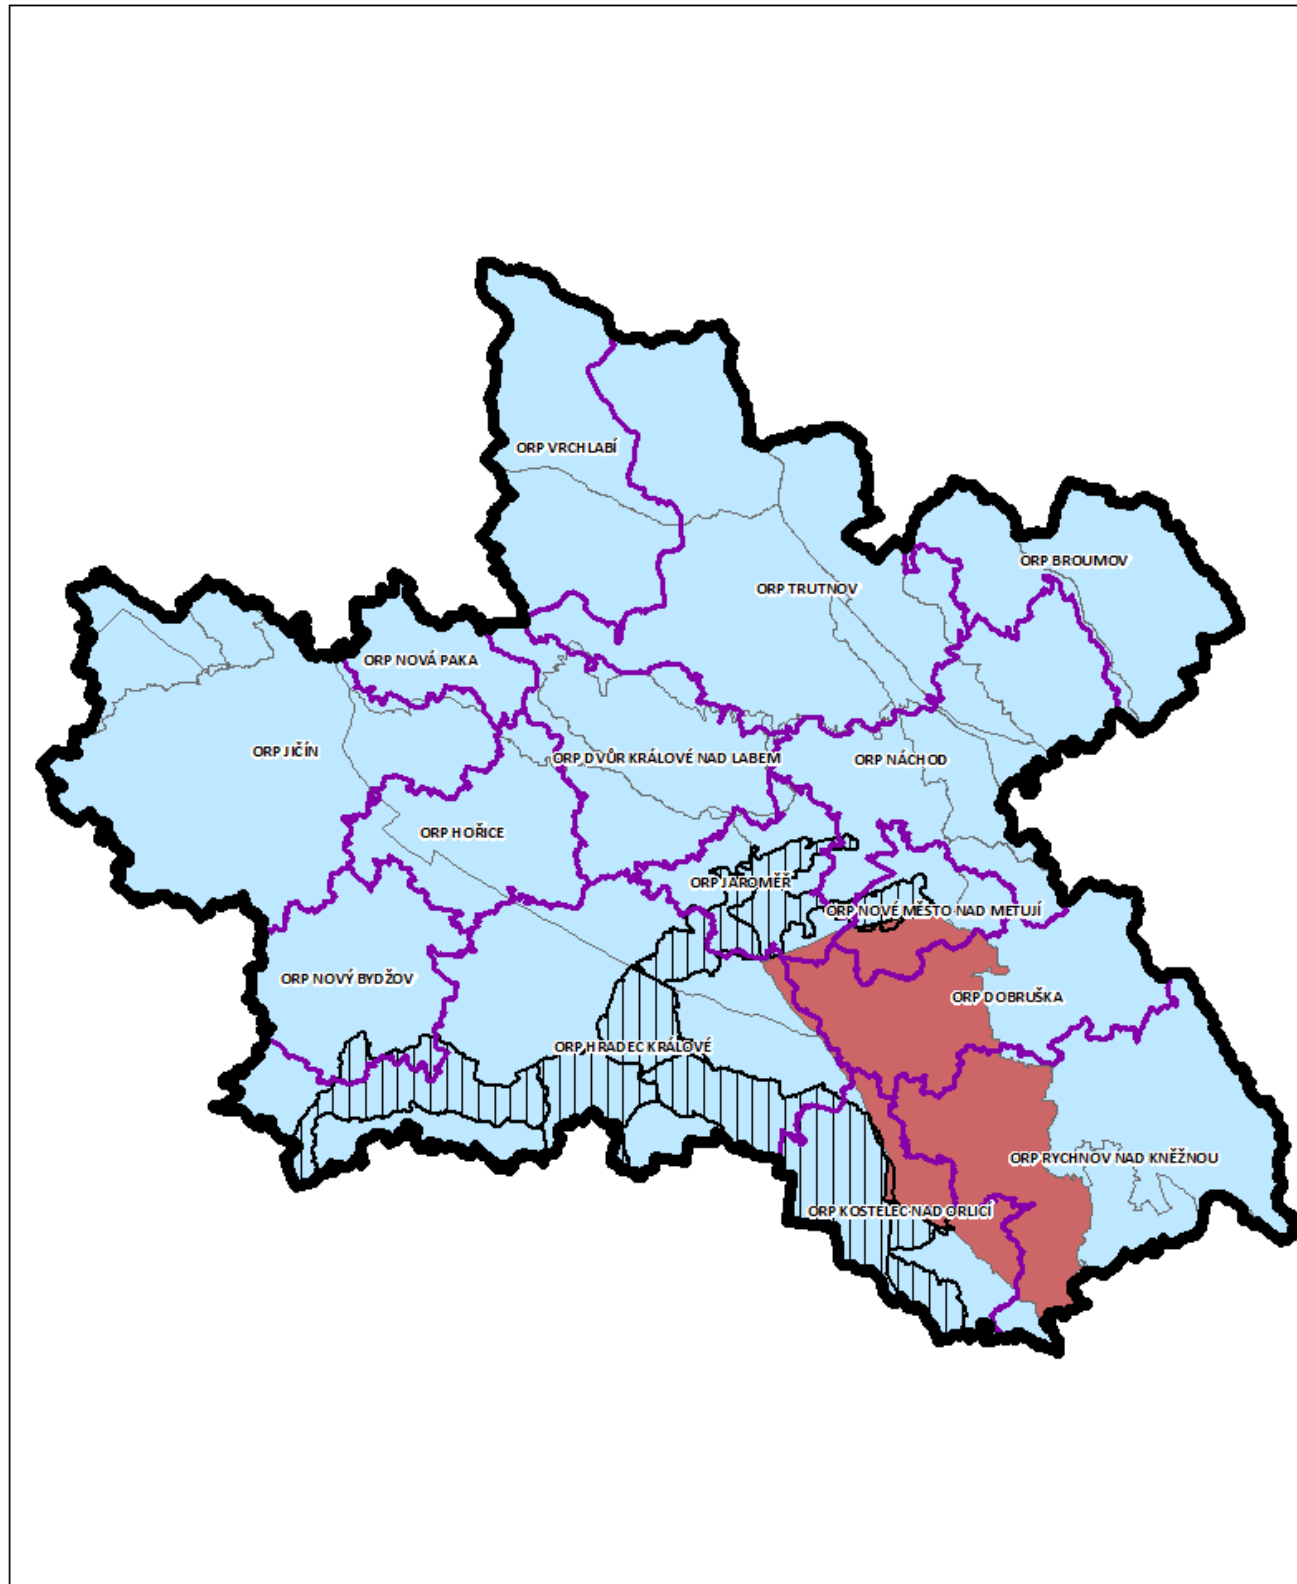 ORP VRCHLABÍ
ORP BROUMOV
ORP TRUTNOV
ORP NOVÁ PAKA
ORP JIČÍN
ORP DVŮR KRÁLOVÉ NAD LABEM
ORP NÁCHOD
ORP HOŘICE
ORP JAROMĚŘ
ORP NOVÉ MĚSTO NAD METUJÍ
ORP NOVÝ BYDŽOV
ORP DOBRUŠKA
ORP HRADEC KRÁLOVÉ
ORP RYCHNOV NAD KNĚŽNOU
ORP KOSTELEC NAD ORLICÍ